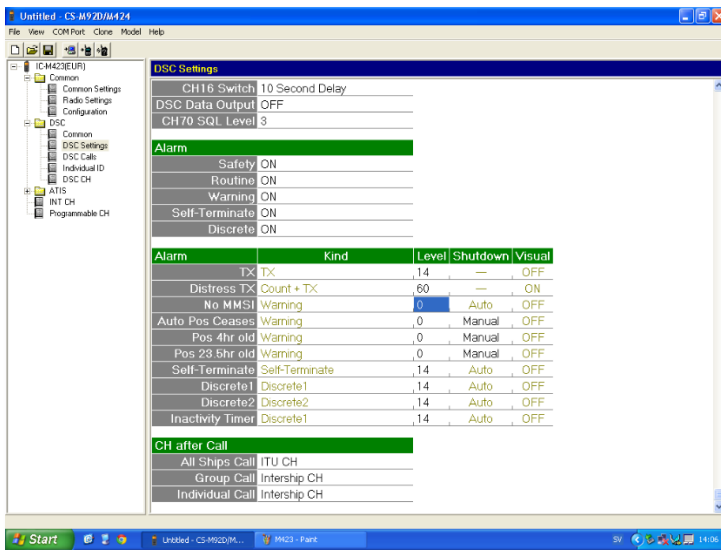 Untitled - CS-M92D/M424
File View COM Port Clone Model Help
IC-M423(EUR)
Common
Common Settings
Radio Settings
Configuration
DSC
Common
DSC Settings
DSC Calls
Individual ID
DSC CH
ATIS
INT CH
Programmable CH
DSC Settings
CH16 Switch 10 Second Delay
DSC Data Output OFF
CH70 SQL Level 3
Alarm
Safety ON
Routine ON
Warning ON
Self-Terminate ON
Discrete ON
Alarm Kind Level Shutdown Visual
TX TX 14 — OFF
Distress TX Count + TX 60 — ON
No MMSI Warning 0 Auto OFF
Auto Pos Ceases Warning 0 Manual OFF
Pos 4hr old Warning 0 Manual OFF
Pos 23.5hr old Warning 0 Manual OFF
Self-Terminate Self-Terminate 14 Auto OFF
Discrete1 Discrete1 14 Auto OFF
Discrete2 Discrete2 14 Auto OFF
Inactivity Timer Discrete1 14 Auto OFF
CH after Call
All Ships Call ITU CH
Group Call Intership CH
Individual Call Intership CH
Start Untitled - CS-M92D/M... M423 - Paint SV 14:06